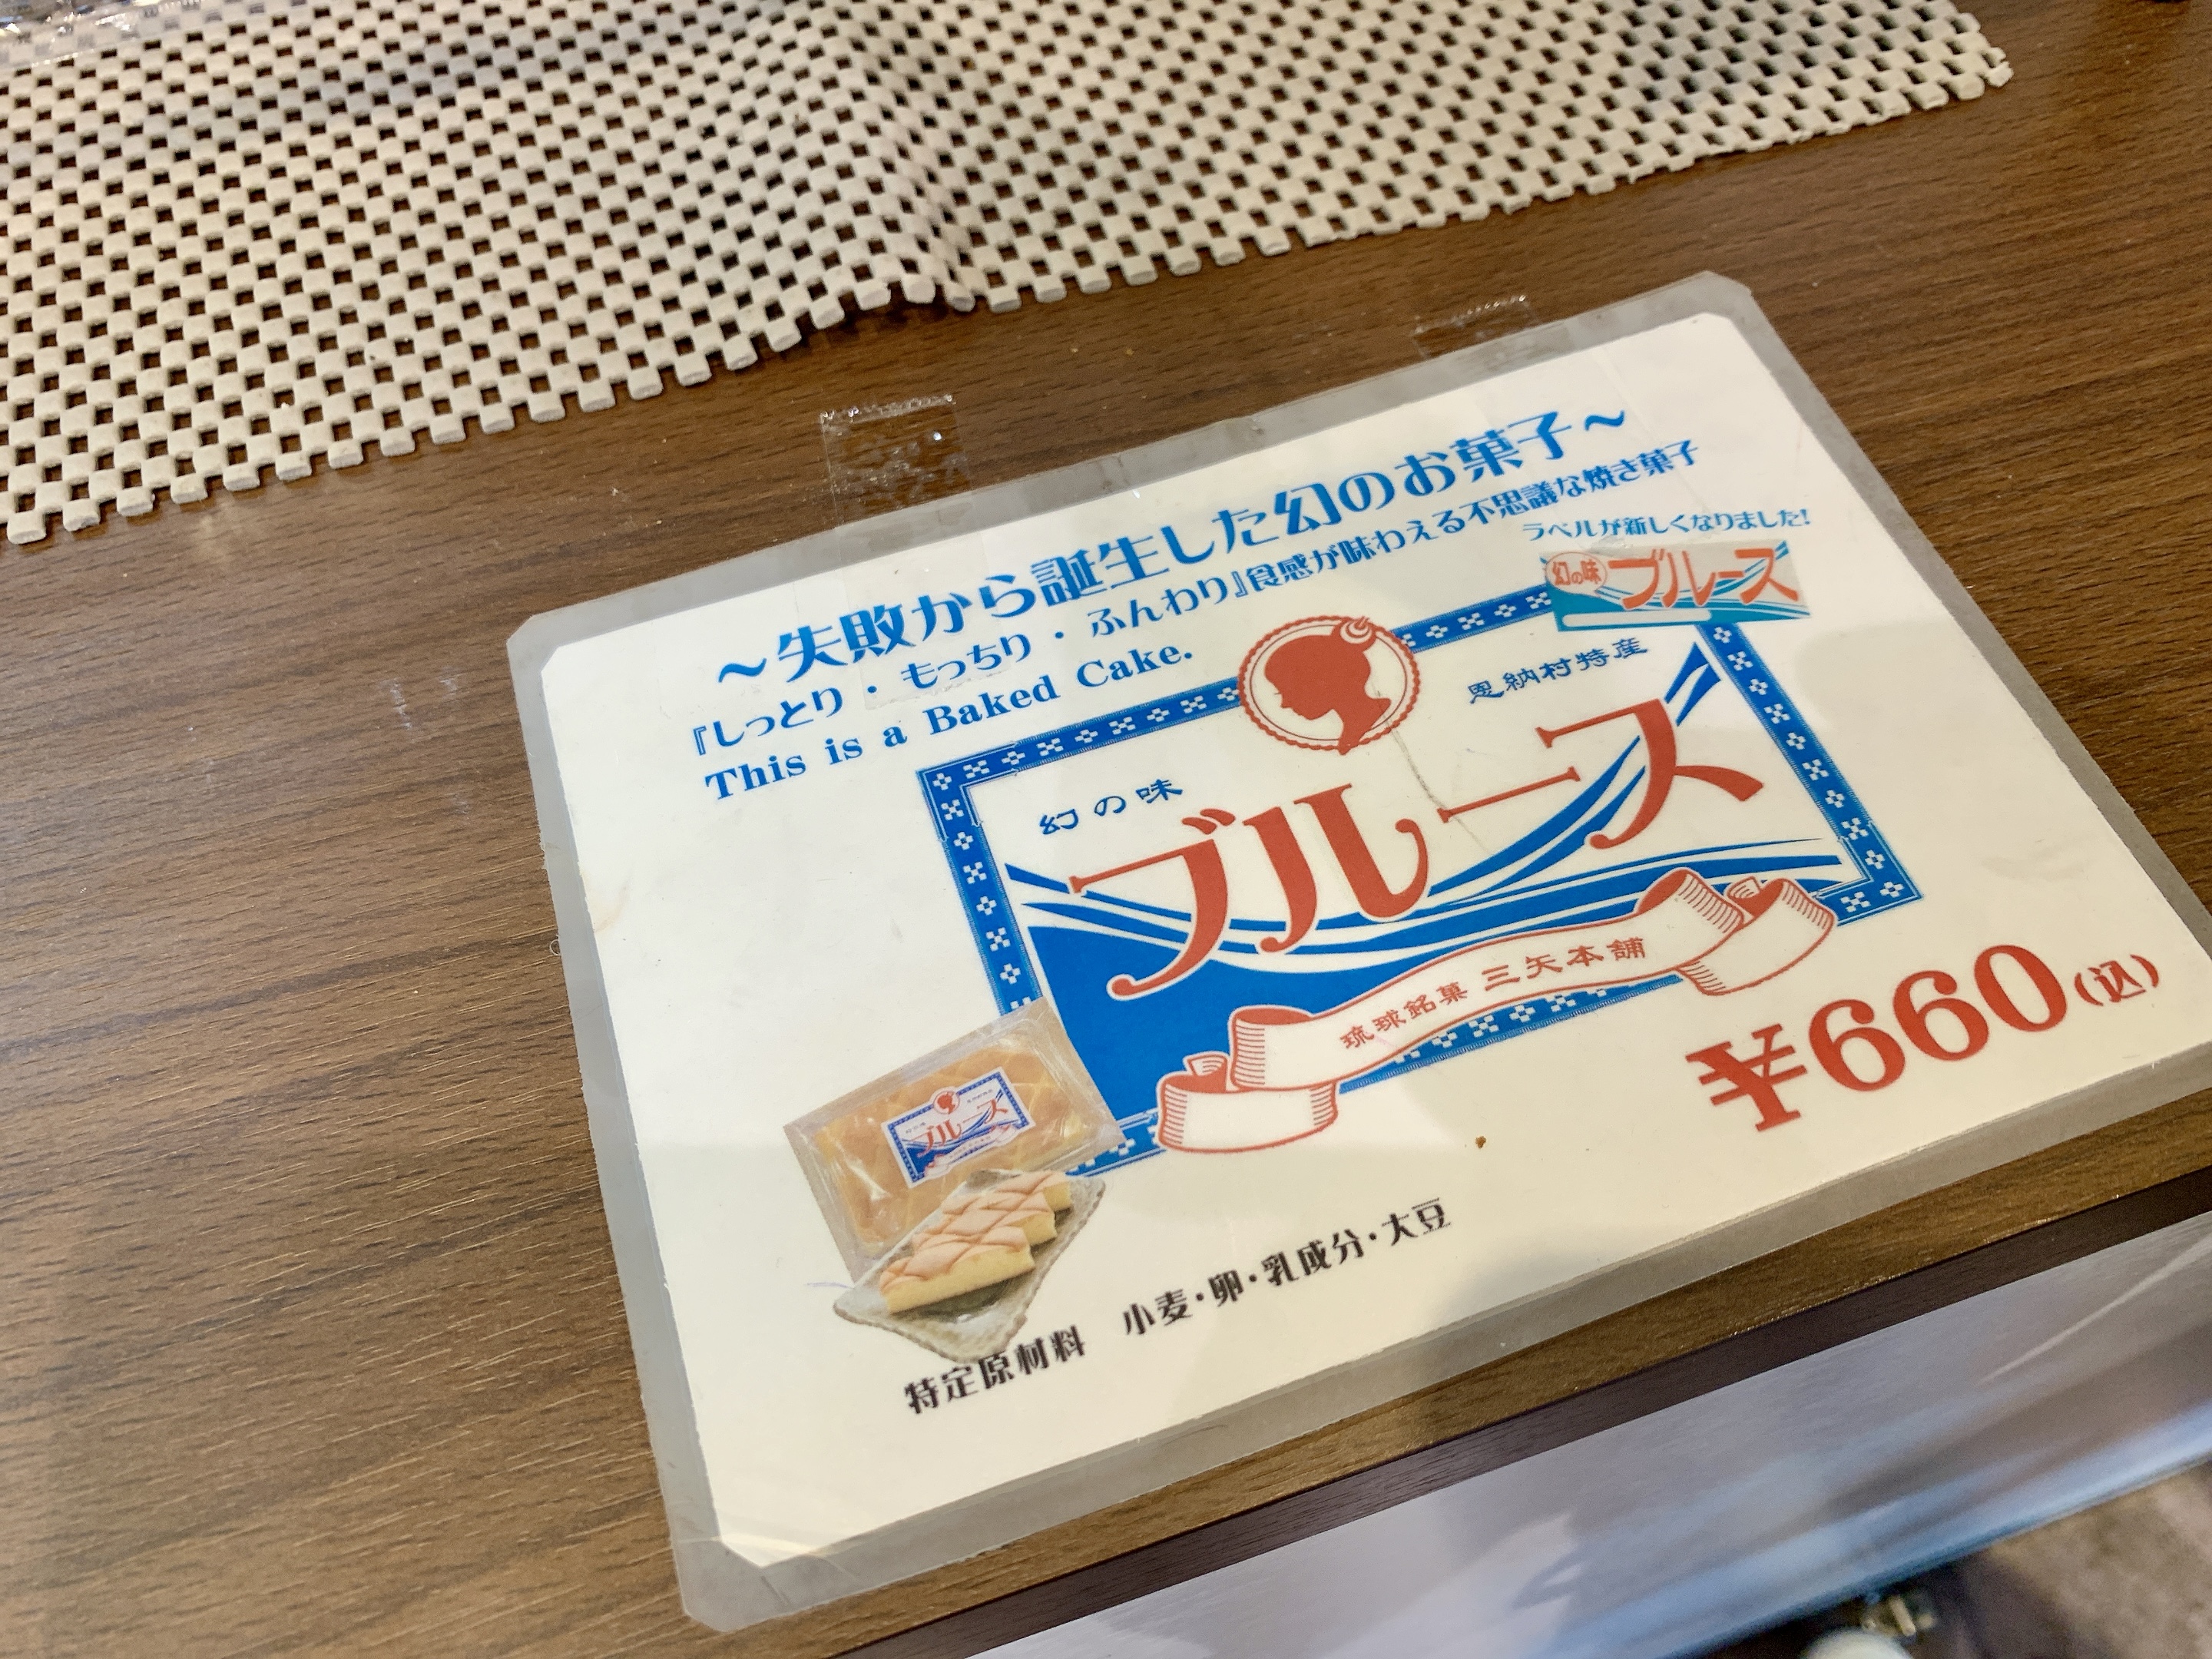 ～失敗から誕生した幻のお菓子～
『しっとり・もっちり・ふんわり』食感が味わえる不思議な焼き菓子
This is a Baked Cake.
ラベルが新しくなりました！
幻の味 ブルース
恩納村特産
幻の味
ブルース
琉球銘菓 三矢本舗
¥660(込)
ブルース
特定原材料 小麦・卵・乳成分・大豆